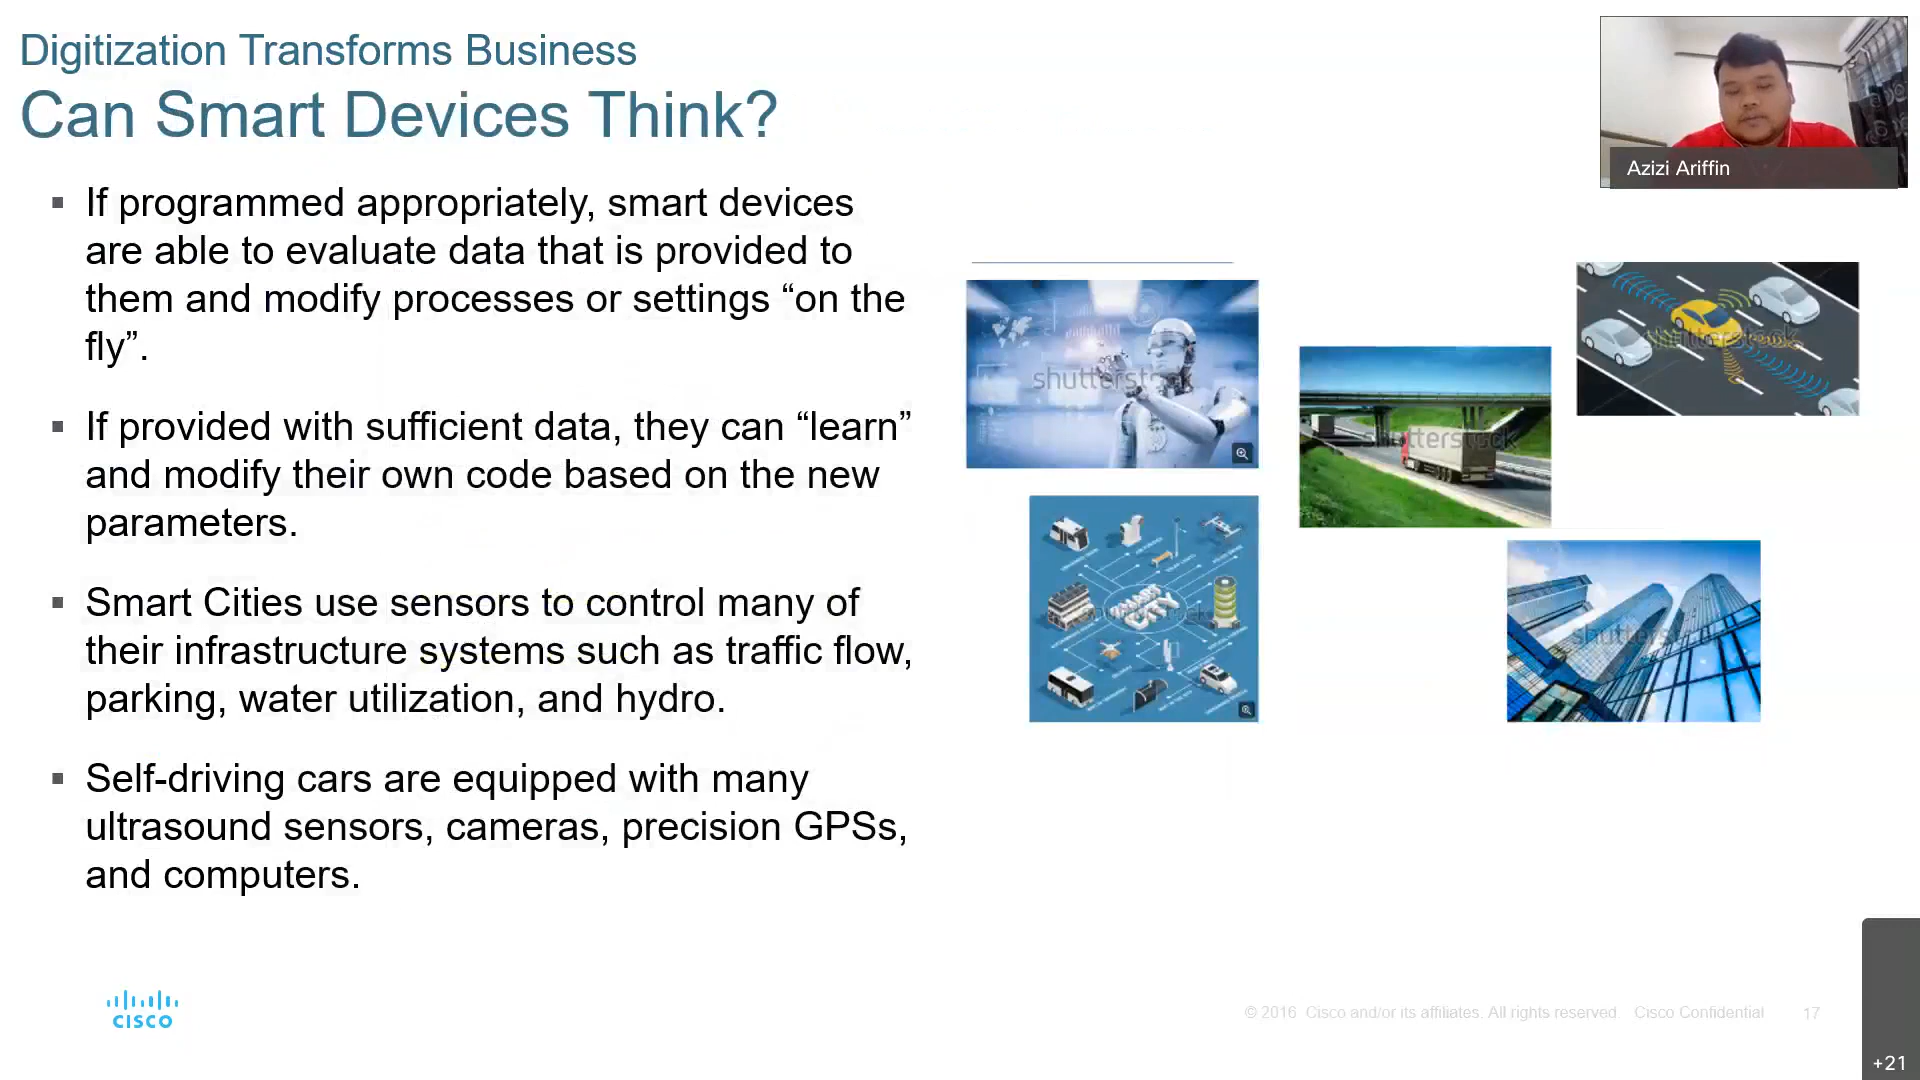 Digitization Transforms Business
Can Smart Devices Think?
Azizi Ariffin
▪ If programmed appropriately, smart devices
are able to evaluate data that is provided to
them and modify processes or settings “on the
fly”.
▪ If provided with sufficient data, they can “learn”
and modify their own code based on the new
parameters.
▪ Smart Cities use sensors to control many of
their infrastructure systems such as traffic flow,
parking, water utilization, and hydro.
▪ Self-driving cars are equipped with many
ultrasound sensors, cameras, precision GPSs,
and computers.
shutterstock
shutterstock
shutterstock
shutterstock
shutterstock
CISCO
© 2016 Cisco and/or its affiliates. All rights reserved. Cisco Confidential
17
+21